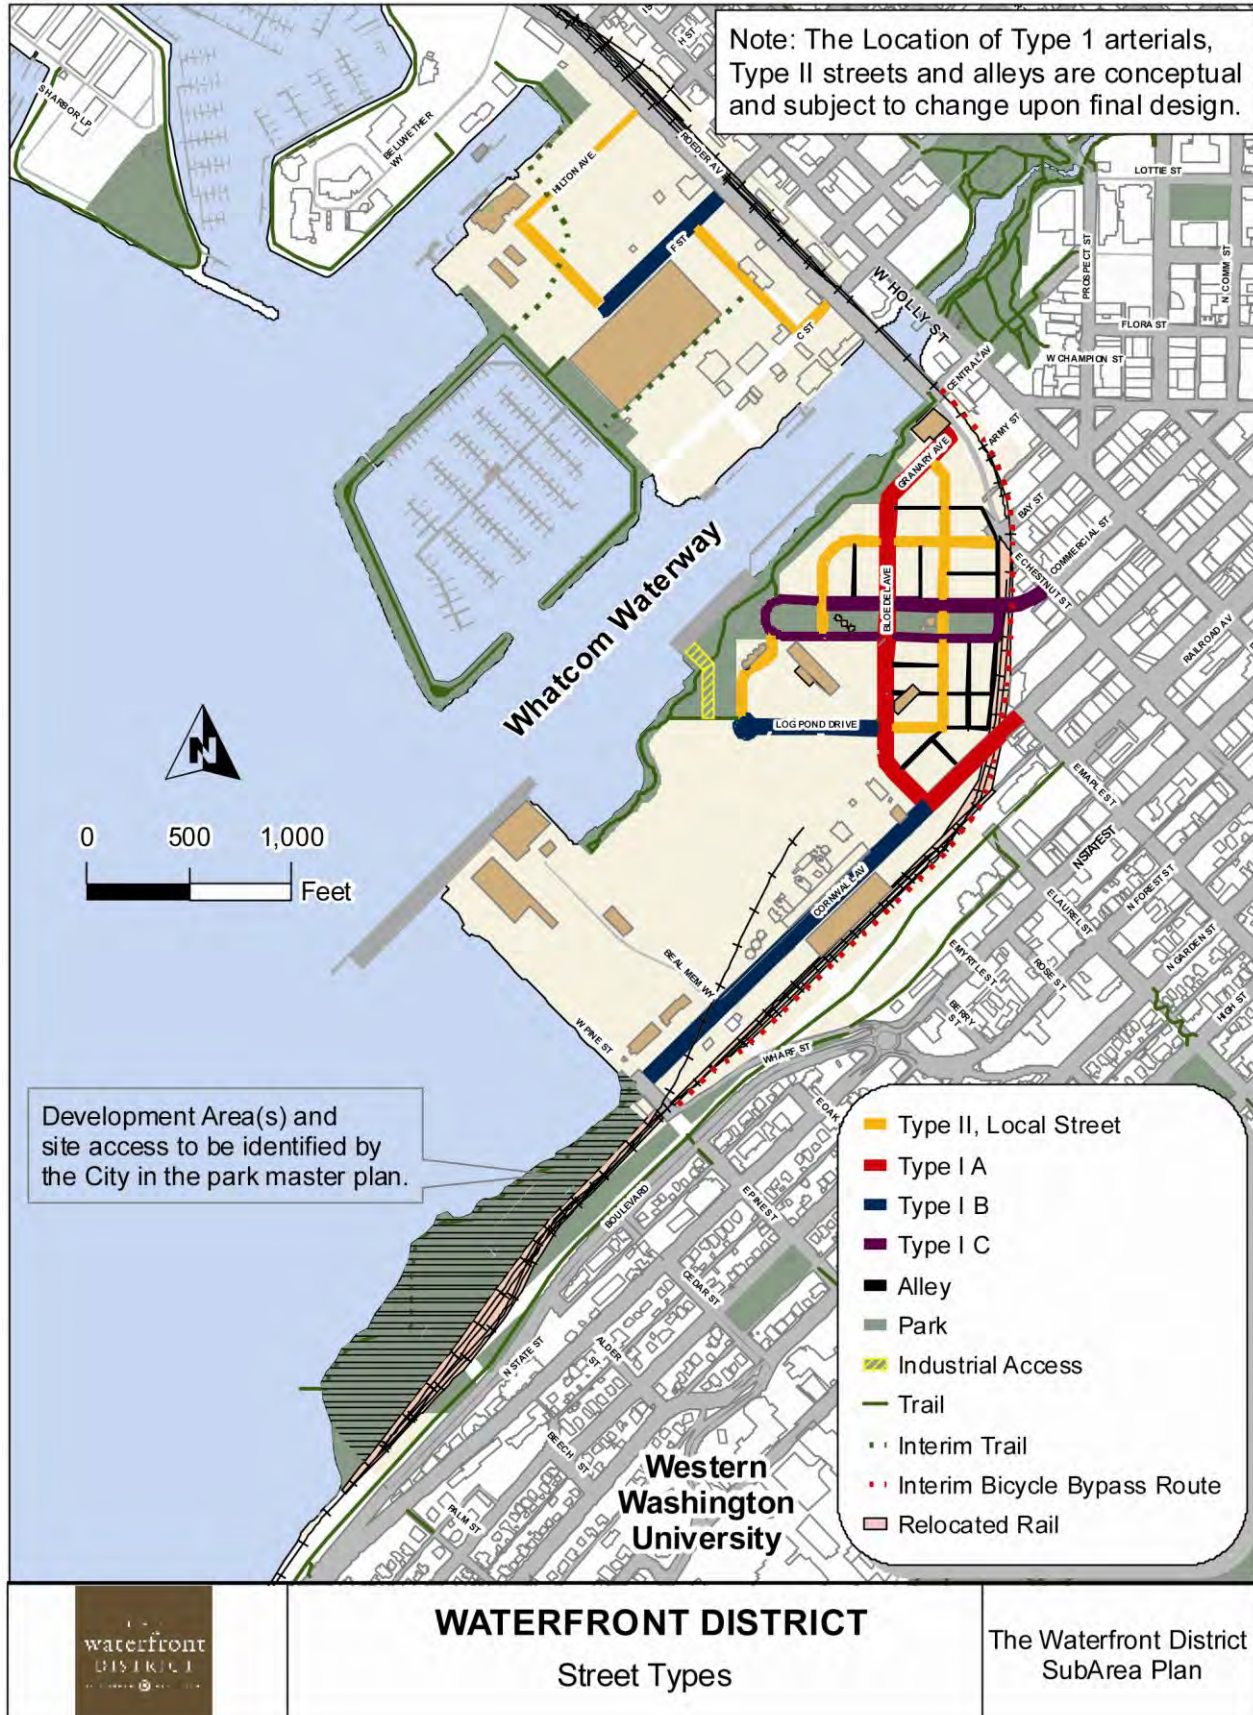 Note: The Location of Type 1 arterials,
Type II streets and alleys are conceptual
and subject to change upon final design.
H ST
S HARBOR LP
BELLWETHER
WY
ROEDER AV
HILTON AVE.
F ST
C ST
W HOLLY ST
LOTTIE ST
PROSPECT ST
N COMM ST
FLORA ST
W CHAMPION ST
CENTRAL AV
ARMY ST
GRANARY AVE
BAY ST
COMMERCIAL ST
E CHESTNUT ST
BLOEDEL AVE
RAILROAD AV
Whatcom Waterway
LOG POND DRIVE
N
0 500 1,000
Feet
E MAPLE ST
N STATE ST
N FOREST ST
E LAUREL ST
N GARDEN ST
CORNWALL AV
E MYRTLE ST
ROSE ST
HIGH ST
BERRY
ST
BEAL MEM WY
W PINE ST
WHARF ST
E OAK
Development Area(s) and
site access to be identified by
the City in the park master plan.
BOULEVARD
E PINE ST
CEDAR ST
N STATE ST
ALDER
ST
BEECH ST
PALM ST
Western
Washington
University
Type II, Local Street
Type I A
Type I B
Type I C
Alley
Park
Industrial Access
Trail
Interim Trail
Interim Bicycle Bypass Route
Relocated Rail
waterfront
DISTRICT
WATERFRONT DISTRICT
Street Types
The Waterfront District
SubArea Plan